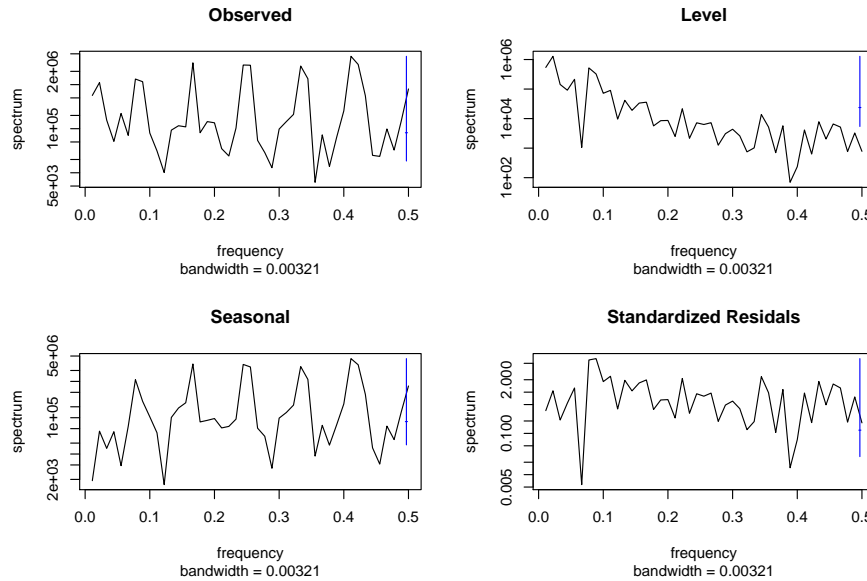 Observed
spectrum
5e+03 1e+05 2e+06
0.0 0.1 0.2 0.3 0.4 0.5
frequency
bandwidth = 0.00321
Level
spectrum
1e+02 1e+04 1e+06
0.0 0.1 0.2 0.3 0.4 0.5
frequency
bandwidth = 0.00321
Seasonal
spectrum
2e+03 1e+05 5e+06
0.0 0.1 0.2 0.3 0.4 0.5
frequency
bandwidth = 0.00321
Standardized Residals
spectrum
0.005 0.100 2.000
0.0 0.1 0.2 0.3 0.4 0.5
frequency
bandwidth = 0.00321